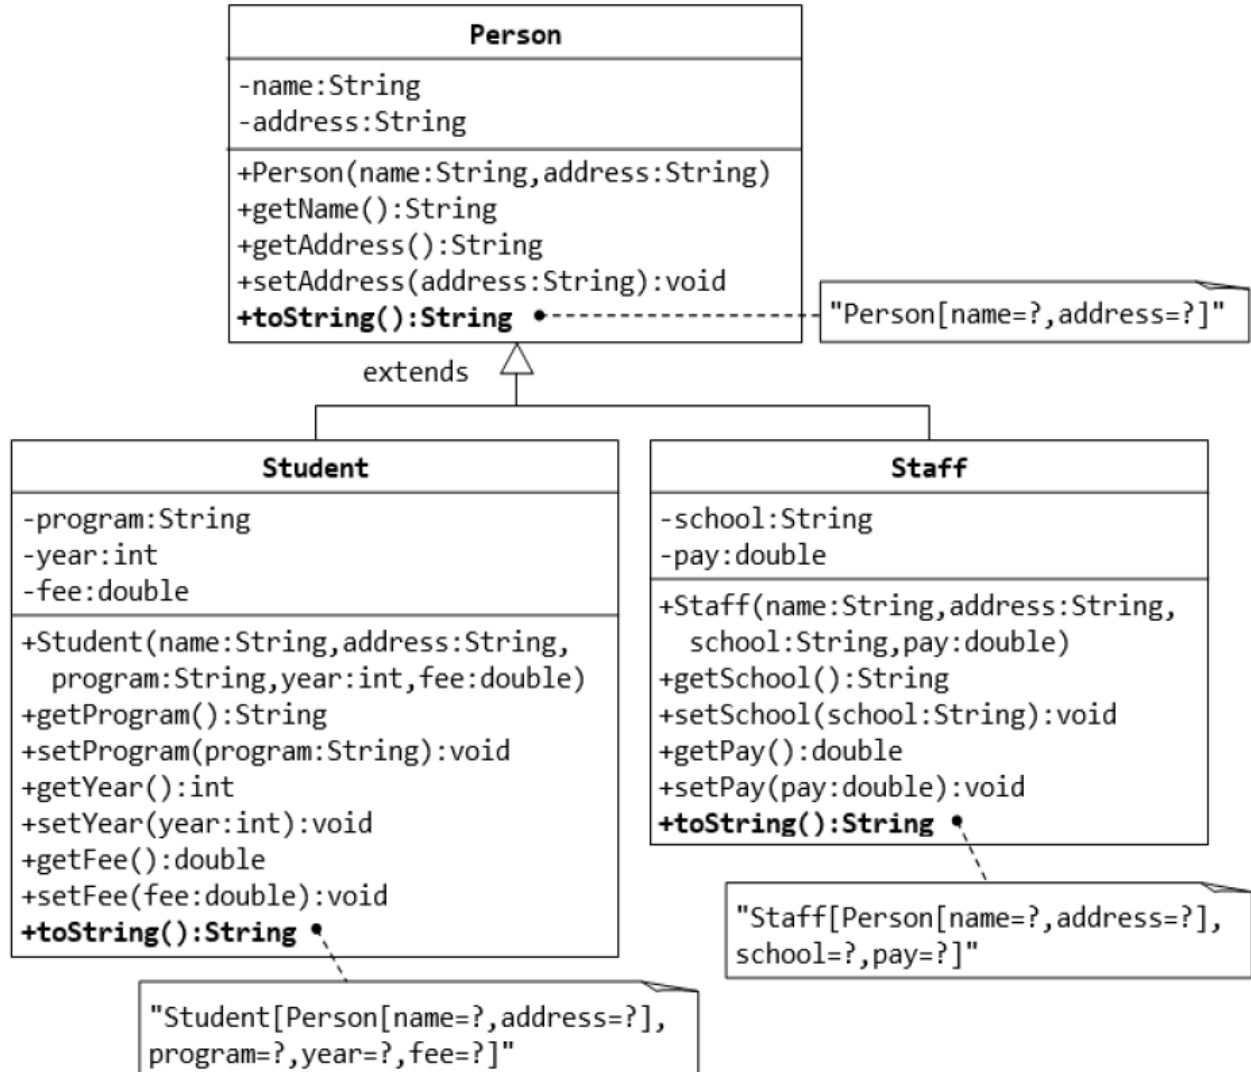 Person
-name:String
-address:String
+Person(name:String,address:String)
+getName():String
+getAddress():String
+setAddress(address:String):void
+toString():String
"Person[name=?,address=?]"
extends
Student
-program:String
-year:int
-fee:double
+Student(name:String,address:String,
program:String,year:int,fee:double)
+getProgram():String
+setProgram(program:String):void
+getYear():int
+setYear(year:int):void
+getFee():double
+setFee(fee:double):void
+toString():String
"Student[Person[name=?,address=?],
program=?,year=?,fee=?]"
Staff
-school:String
-pay:double
+Staff(name:String,address:String,
school:String,pay:double)
+getSchool():String
+setSchool(school:String):void
+getPay():double
+setPay(pay:double):void
+toString():String
"Staff[Person[name=?,address=?],
school=?,pay=?]"